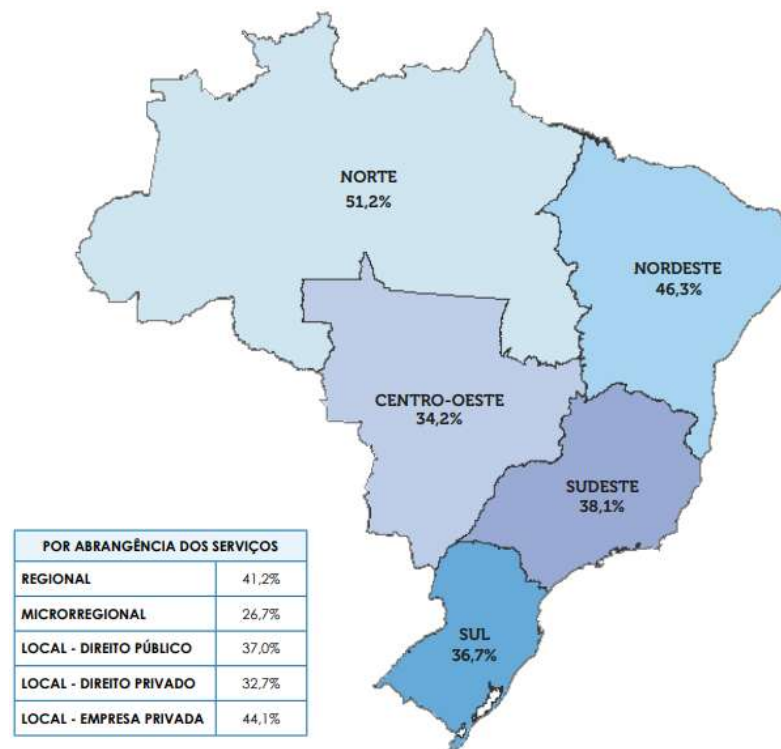 NORTE
51,2%
NORDESTE
46,3%
CENTRO-OESTE
34,2%
SUDESTE
38,1%
SUL
36,7%
POR ABRANGÊNCIA DOS SERVIÇOS
REGIONAL 41,2%
MICRORREGIONAL 26,7%
LOCAL - DIREITO PÚBLICO 37,0%
LOCAL - DIREITO PRIVADO 32,7%
LOCAL - EMPRESA PRIVADA 44,1%